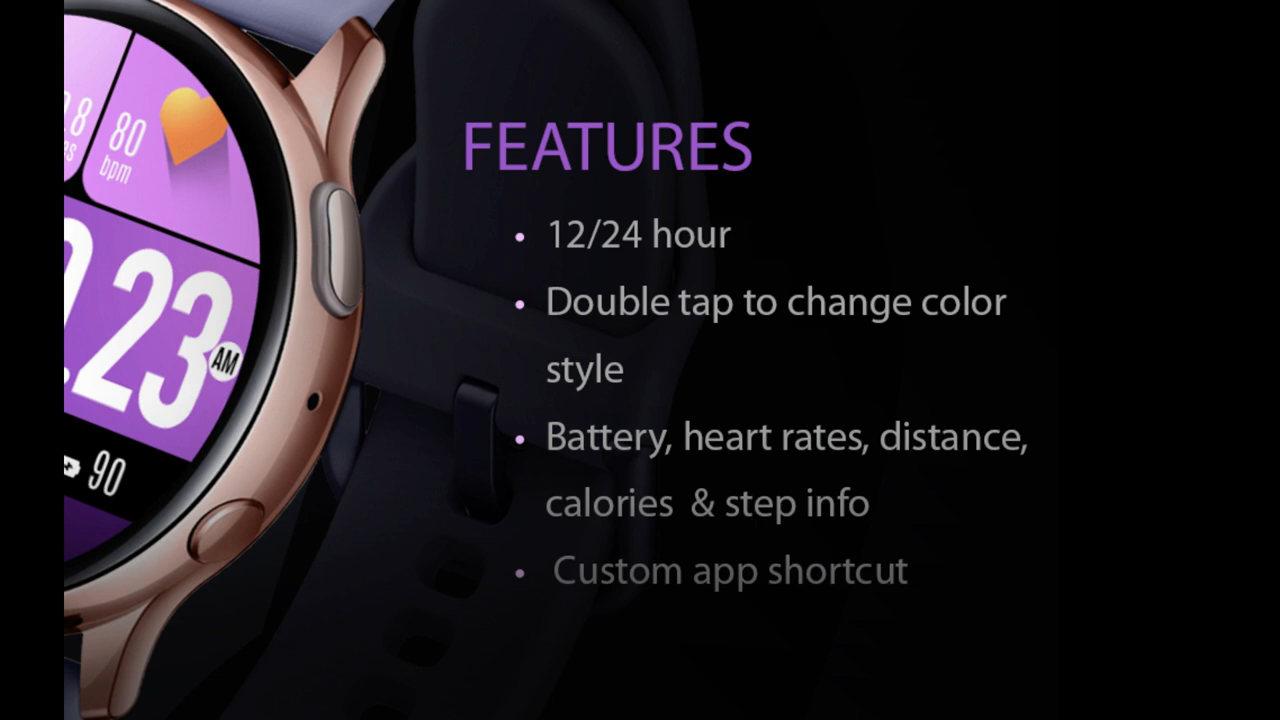 .8
80
bpm
.23
AM
90
FEATURES
• 12/24 hour
• Double tap to change color
style
• Battery, heart rates, distance,
calories & step info
• Custom app shortcut